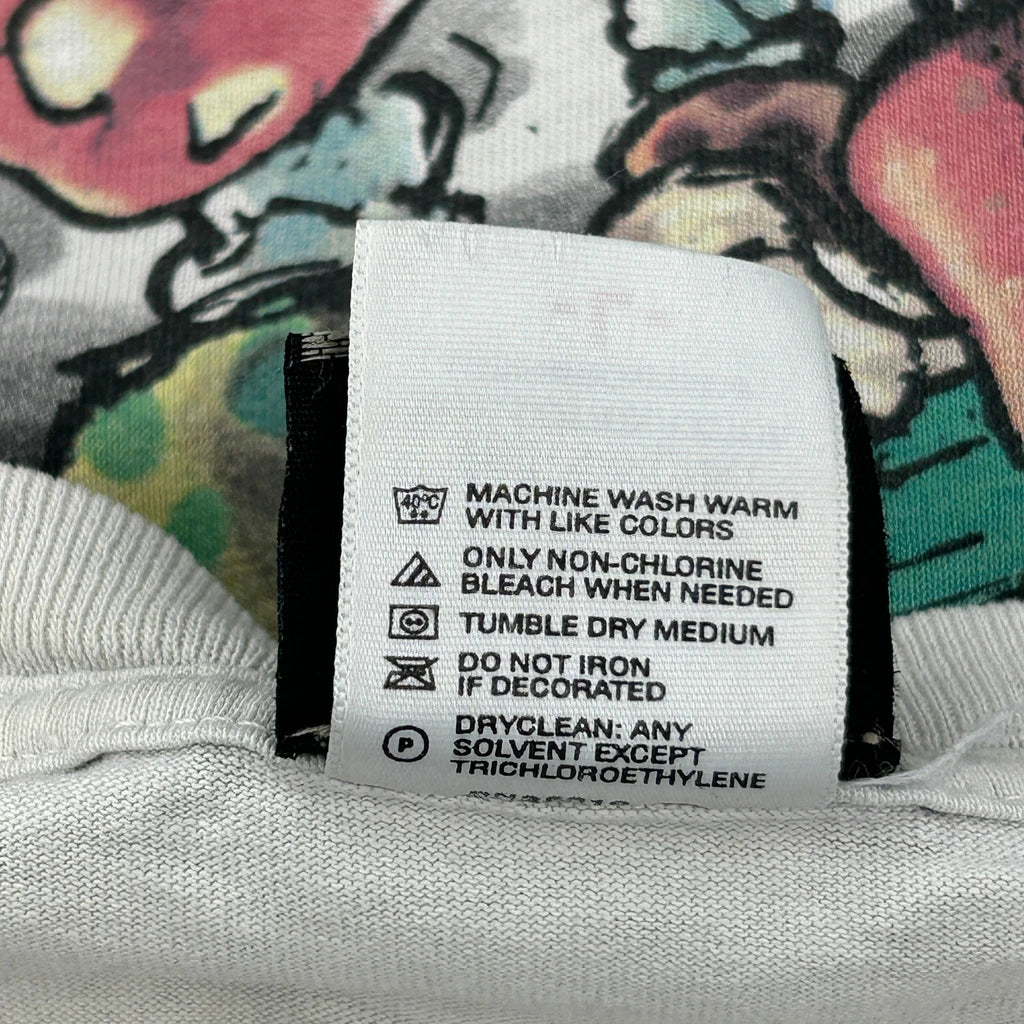 40°C
MACHINE WASH WARM
WITH LIKE COLORS
ONLY NON-CHLORINE
BLEACH WHEN NEEDED
TUMBLE DRY MEDIUM
DO NOT IRON
IF DECORATED
P
DRYCLEAN: ANY
SOLVENT EXCEPT
TRICHLOROETHYLENE